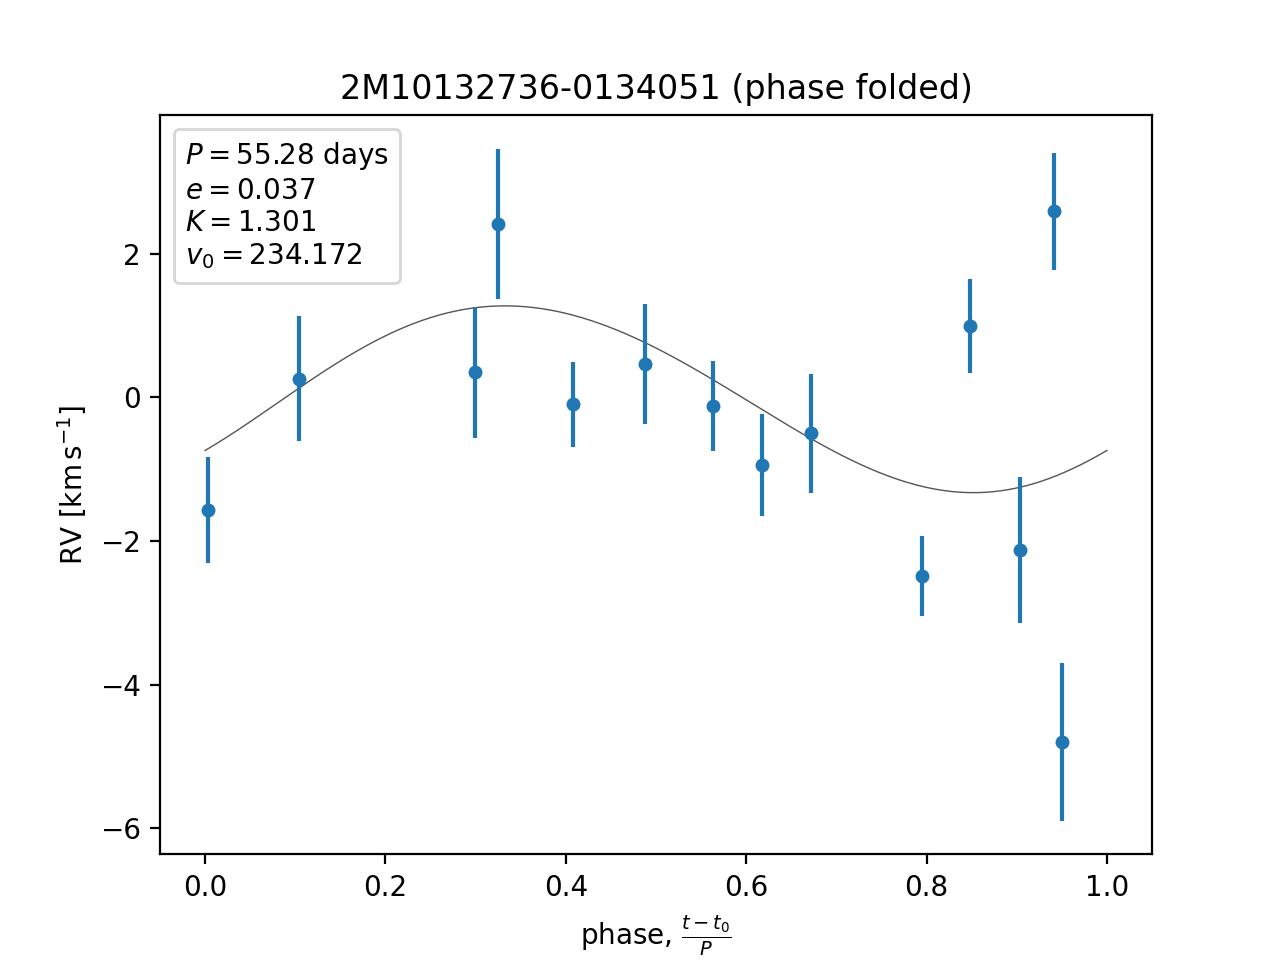 2M10132736-0134051 (phase folded)
P = 55.28 days
e = 0.037
K = 1.301
v₀ = 234.172
RV [km s⁻¹]
2
0
−2
−4
−6
0.0 0.2 0.4 0.6 0.8 1.0
phase, (t − t₀)/P